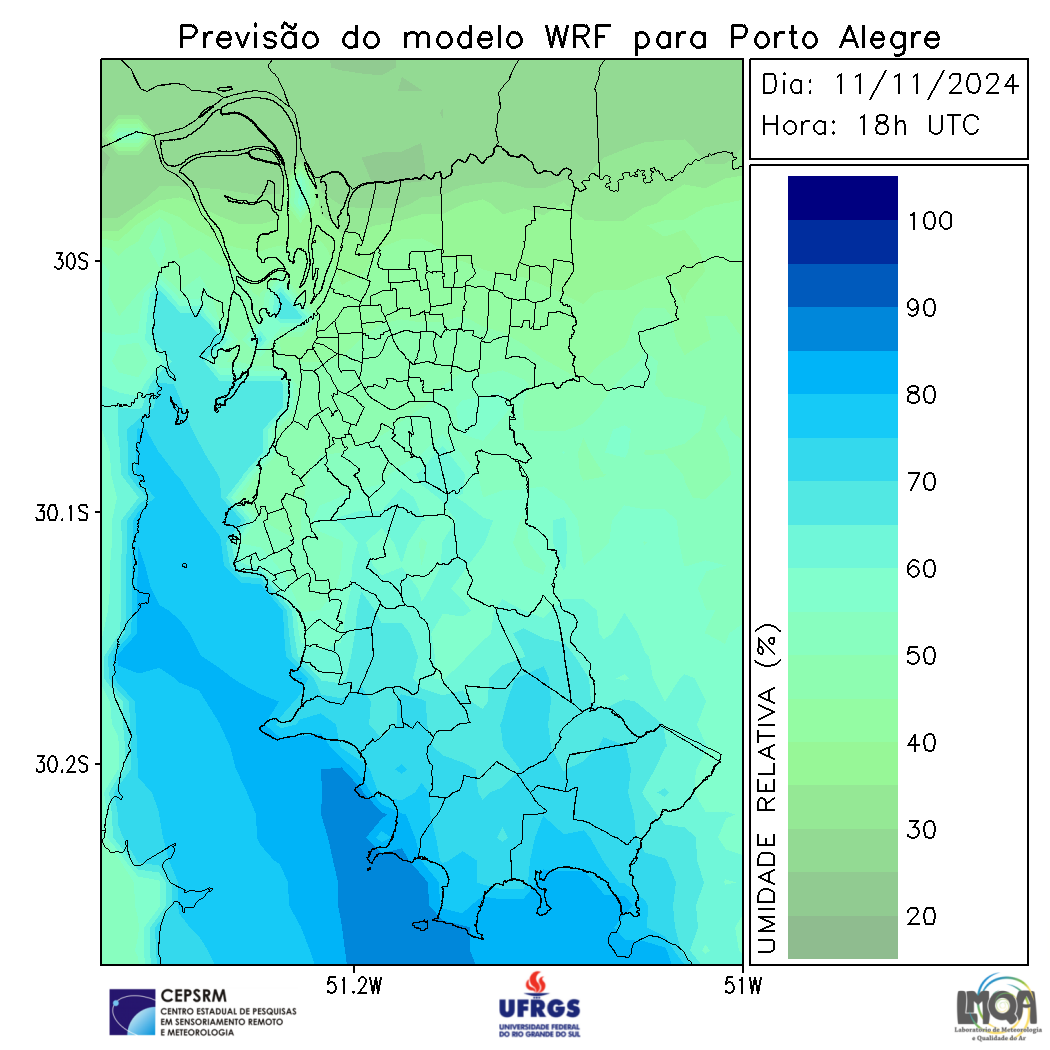 Previsão do modelo WRF para Porto Alegre
Dia: 11/11/2024
Hora: 18h UTC
30S
30.1S
30.2S
51.2W
51W
UMIDADE RELATIVA (%)
100
90
80
70
60
50
40
30
20
CEPSRM
CENTRO ESTADUAL DE PESQUISAS
EM SENSORIAMENTO REMOTO
E METEOROLOGIA
UFRGS
UNIVERSIDADE FEDERAL
DO RIO GRANDE DO SUL
LMQA
Laboratório de Meteorologia
e Qualidade do Ar